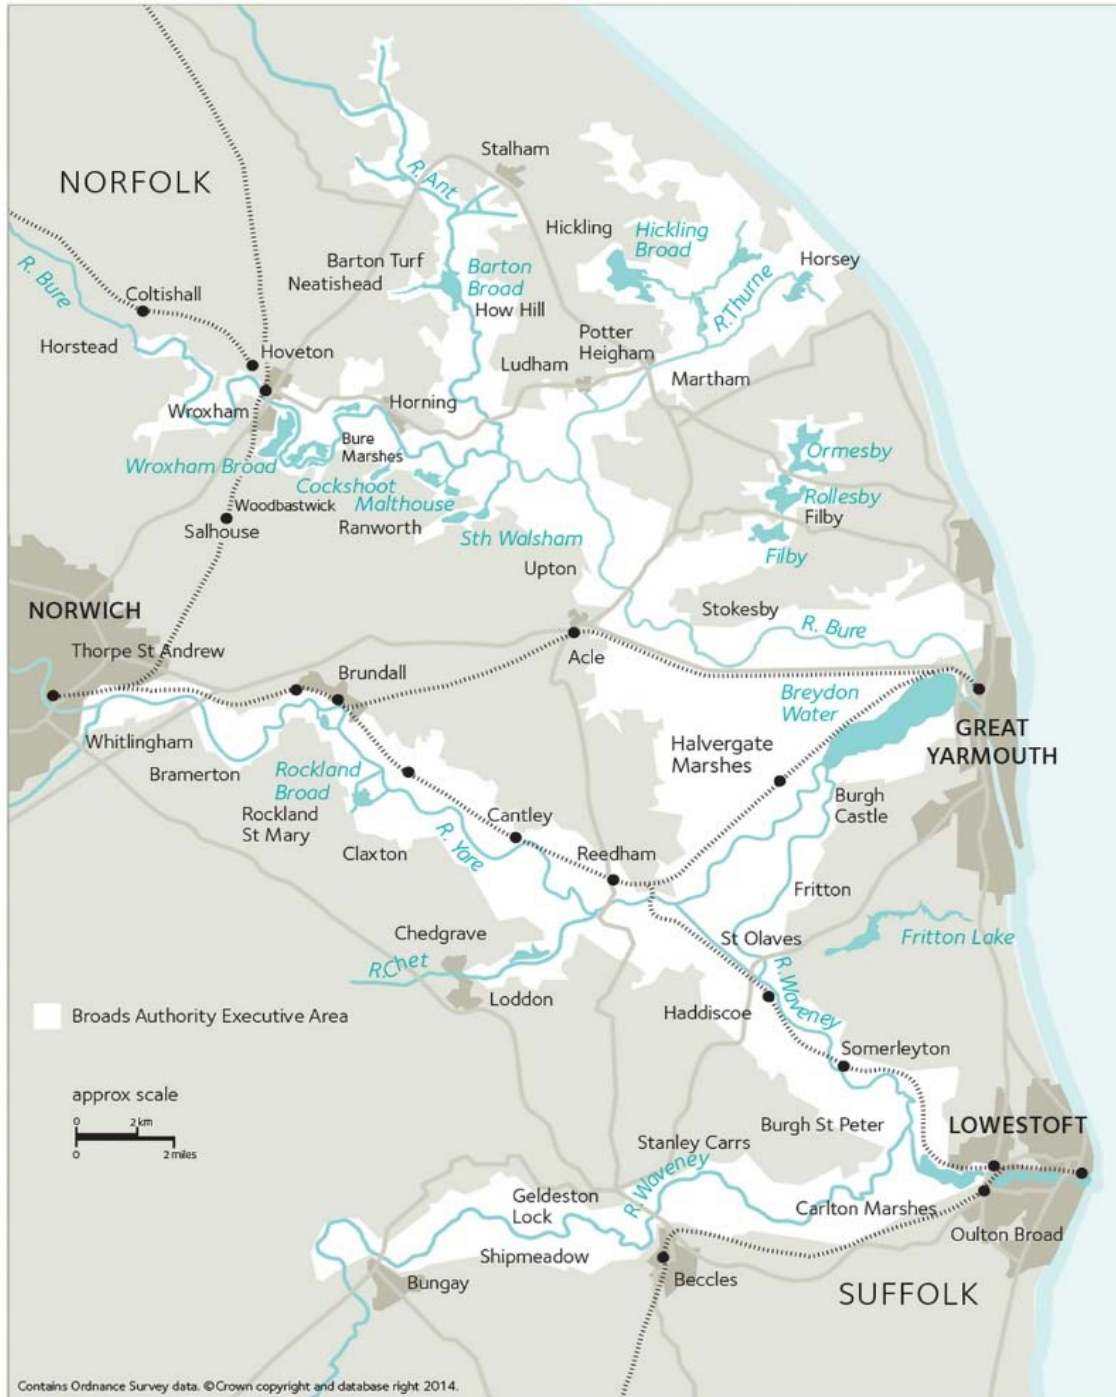 Stalham
NORFOLK
R. Ant
Hickling
Hickling
Broad
Barton Turf
Neatishead
Barton
Broad
How Hill
Horsey
R.Thurne
R. Bure
Coltishall
Horstead
Hoveton
Potter
Heigham
Ludham
Martham
Wroxham
Horning
Bure
Marshes
Wroxham Broad
Cockshoot
Malthouse
Ormesby
Rollesby
Filby
Filby
Woodbastwick
Salhouse
Ranworth
Sth Walsham
Upton
NORWICH
Thorpe St Andrew
Stokesby
R. Bure
Acle
Brundall
Breydon
Water
Whitlingham
Bramerton
GREAT
YARMOUTH
Halvergate
Marshes
Rockland
Broad
Rockland
St Mary
Claxton
Cantley
R. Yare
Burgh
Castle
Reedham
Fritton
Chedgrave
St Olaves
Fritton Lake
R.Chet
Loddon
R. Waveney
Haddiscoe
Broads Authority Executive Area
Somerleyton
approx scale
0 2 km
0 2 miles
Burgh St Peter
LOWESTOFT
Stanley Carrs
R. Waveney
Geldeston
Lock
Carlton Marshes
Oulton Broad
Shipmeadow
Bungay
Beccles
SUFFOLK
Contains Ordnance Survey data. ©Crown copyright and database right 2014.